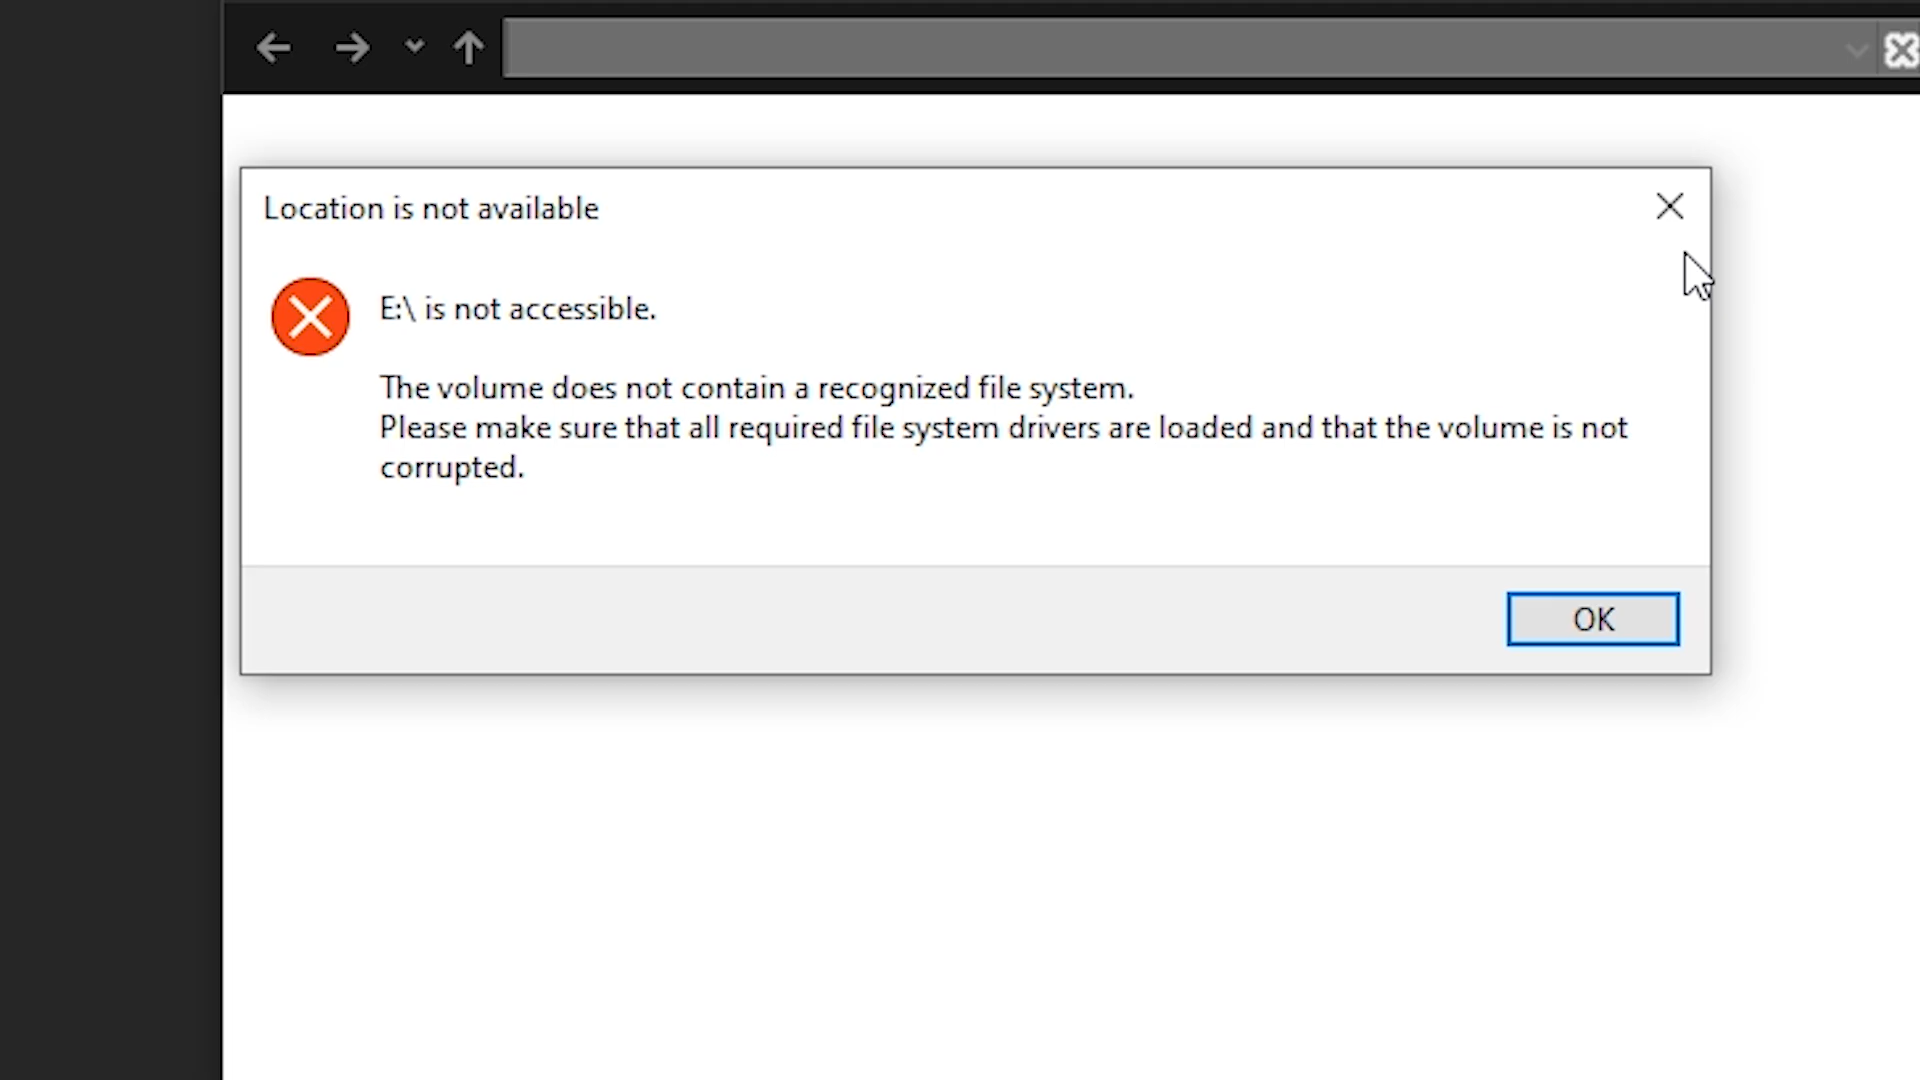 Location is not available
E:\ is not accessible.
The volume does not contain a recognized file system.
Please make sure that all required file system drivers are loaded and that the volume is not
corrupted.
OK